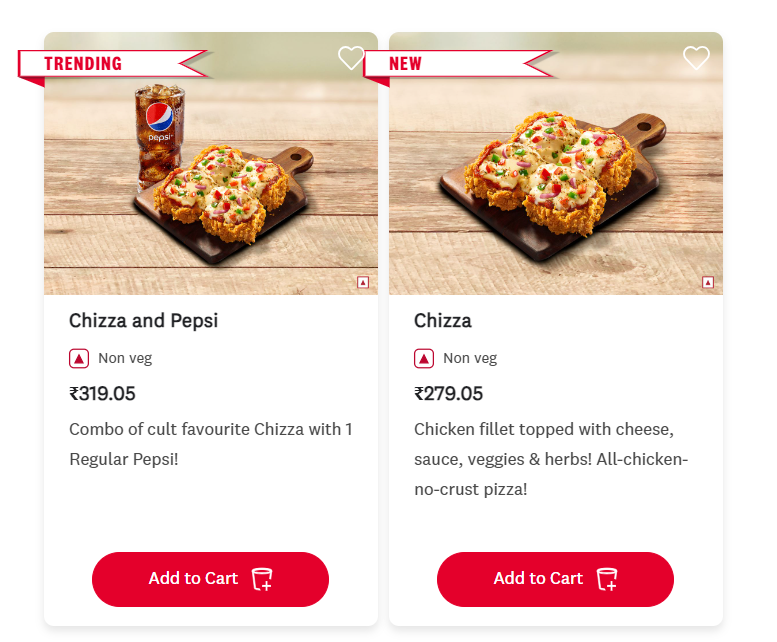 TRENDING
pepsi
Chizza and Pepsi
Non veg
₹319.05
Combo of cult favourite Chizza with 1
Regular Pepsi!
Add to Cart
NEW
Chizza
Non veg
₹279.05
Chicken fillet topped with cheese,
sauce, veggies & herbs! All-chicken-
no-crust pizza!
Add to Cart